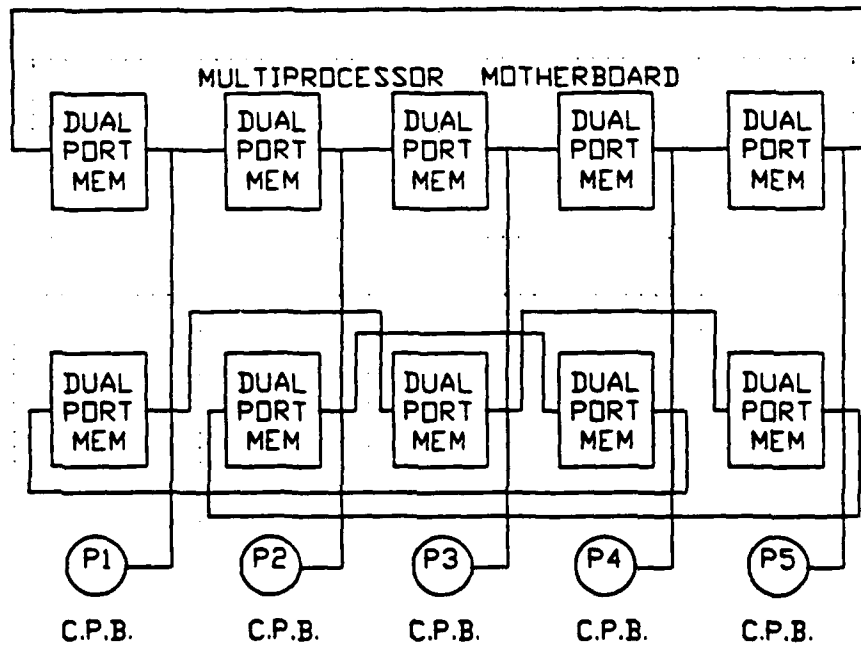 MULTIPROCESSOR MOTHERBOARD
DUAL PORT MEM
DUAL PORT MEM
DUAL PORT MEM
DUAL PORT MEM
DUAL PORT MEM
DUAL PORT MEM
DUAL PORT MEM
DUAL PORT MEM
DUAL PORT MEM
DUAL PORT MEM
P1
P2
P3
P4
P5
C.P.B.
C.P.B.
C.P.B.
C.P.B.
C.P.B.